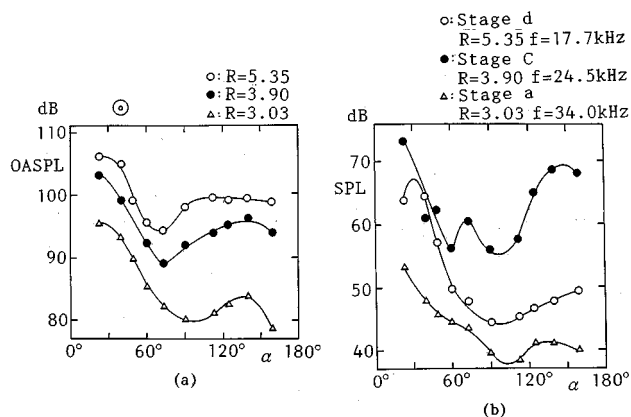 ○:Stage d
R=5.35 f=17.7kHz
●:Stage C
R=3.90 f=24.5kHz
△:Stage a
R=3.03 f=34.0kHz
○:R=5.35
●:R=3.90
△:R=3.03
dB
110
OASPL
100
90
80
0° 60° 120° α 180°
(a)
dB
70
SPL
60
50
40
0° 60° 120° α 180°
(b)